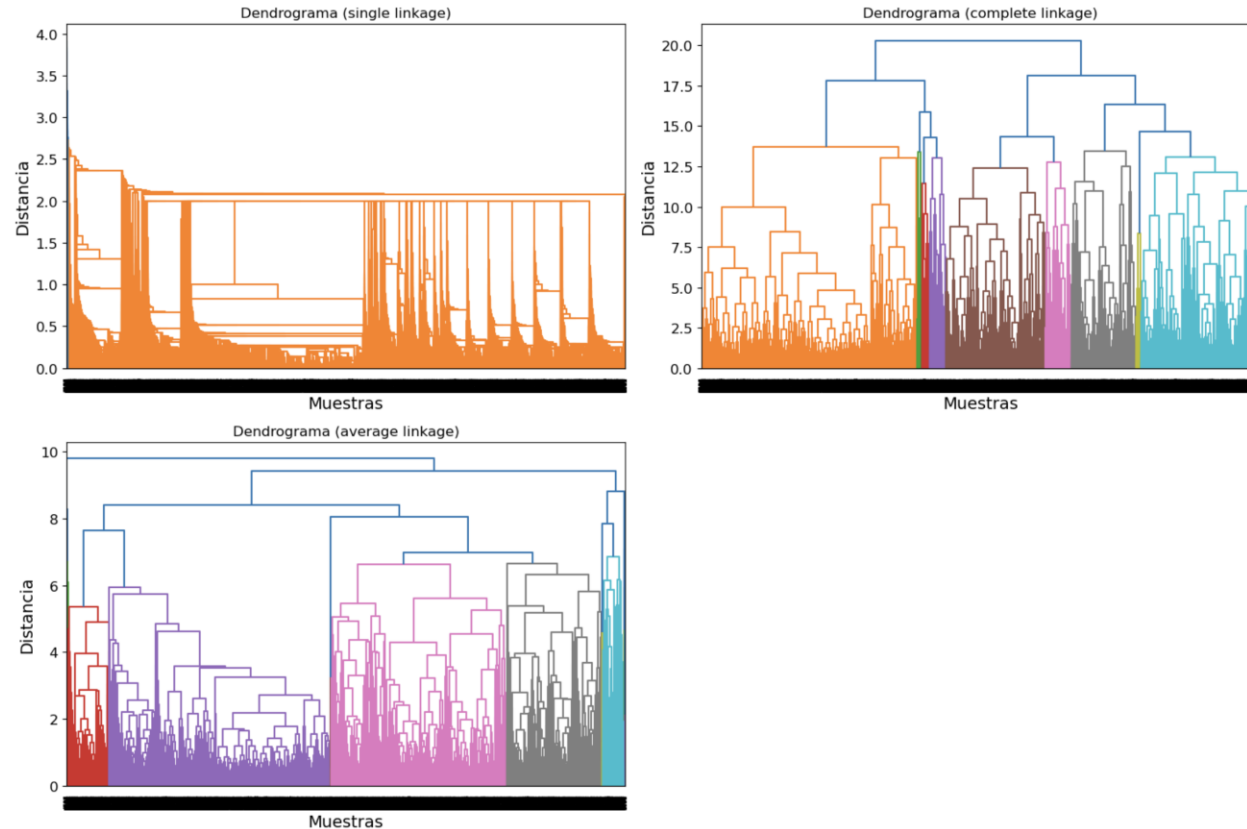 Dendrograma (single linkage)
4.0
3.5
3.0
2.5
2.0
1.5
1.0
0.5
0.0
Distancia
Muestras
Dendrograma (complete linkage)
20.0
17.5
15.0
12.5
10.0
7.5
5.0
2.5
0.0
Distancia
Muestras
Dendrograma (average linkage)
10
8
6
4
2
0
Distancia
Muestras